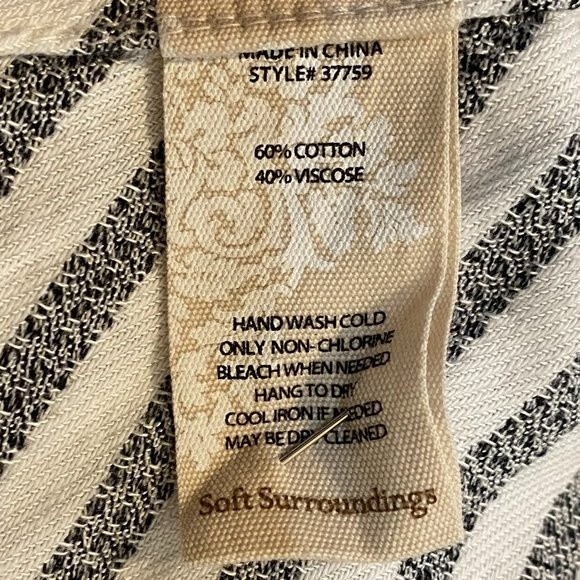 MADE IN CHINA
STYLE# 37759
60% COTTON
40% VISCOSE
HAND WASH COLD
ONLY NON-CHLORINE
BLEACH WHEN NEEDED
HANG TO DRY
COOL IRON IF NEEDED
MAY BE DRY CLEANED
Soft Surroundings